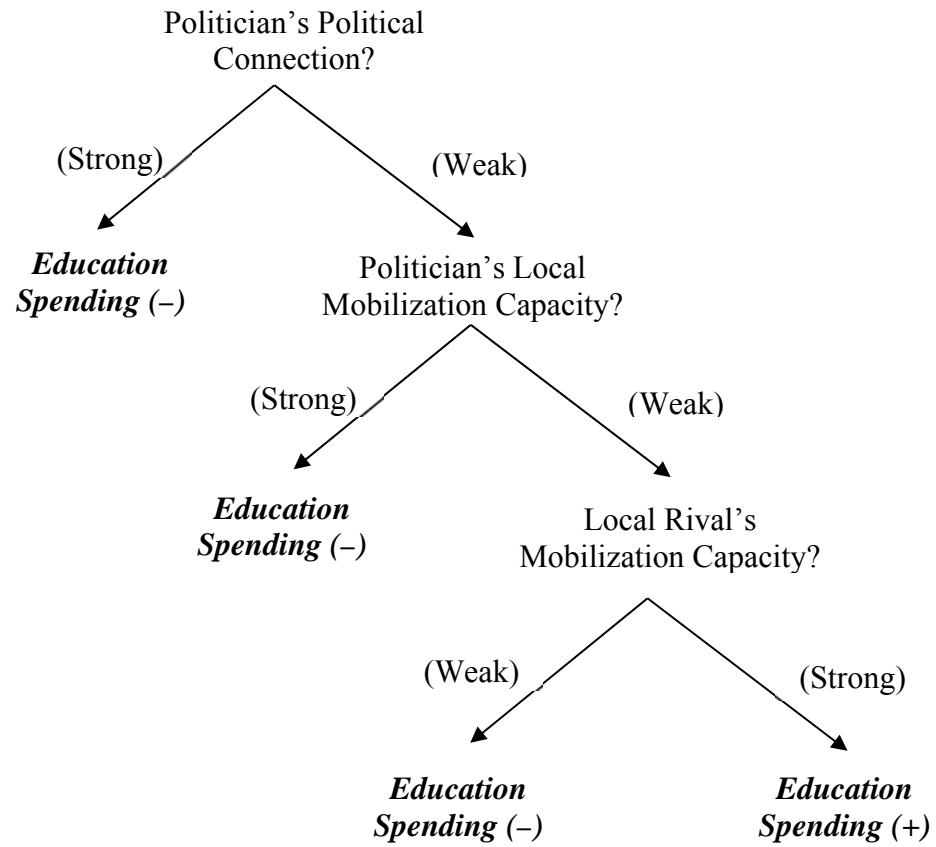 Politician’s Political
Connection?
(Strong)
(Weak)
Education
Spending (–)
Politician’s Local
Mobilization Capacity?
(Strong)
(Weak)
Education
Spending (–)
Local Rival’s
Mobilization Capacity?
(Weak)
(Strong)
Education
Spending (–)
Education
Spending (+)